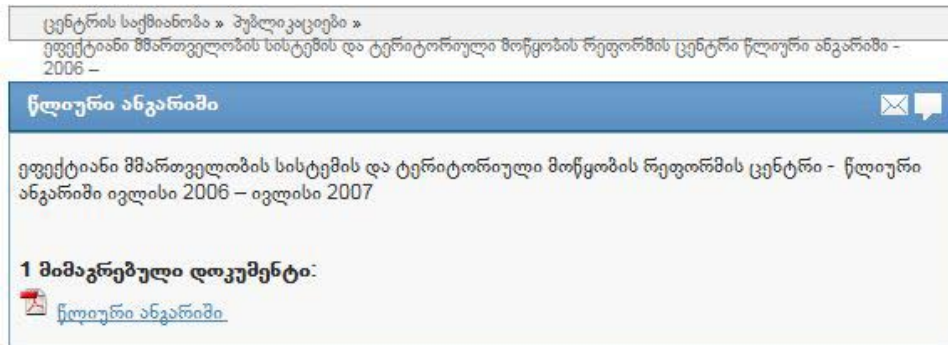 ცენტრის საქმიანობა » პუბლიკაციები »
ეფექტიანი მმართველობის სისტემის და ტერიტორიული მოწყობის რეფორმის ცენტრი წლიური ანგარიში -
2006 –
წლიური ანგარიში
ეფექტიანი მმართველობის სისტემის და ტერიტორიული მოწყობის რეფორმის ცენტრი - წლიური
ანგარიში ივლისი 2006 – ივლისი 2007
1 მიმაგრებული დოკუმენტი:
წლიური ანგარიში